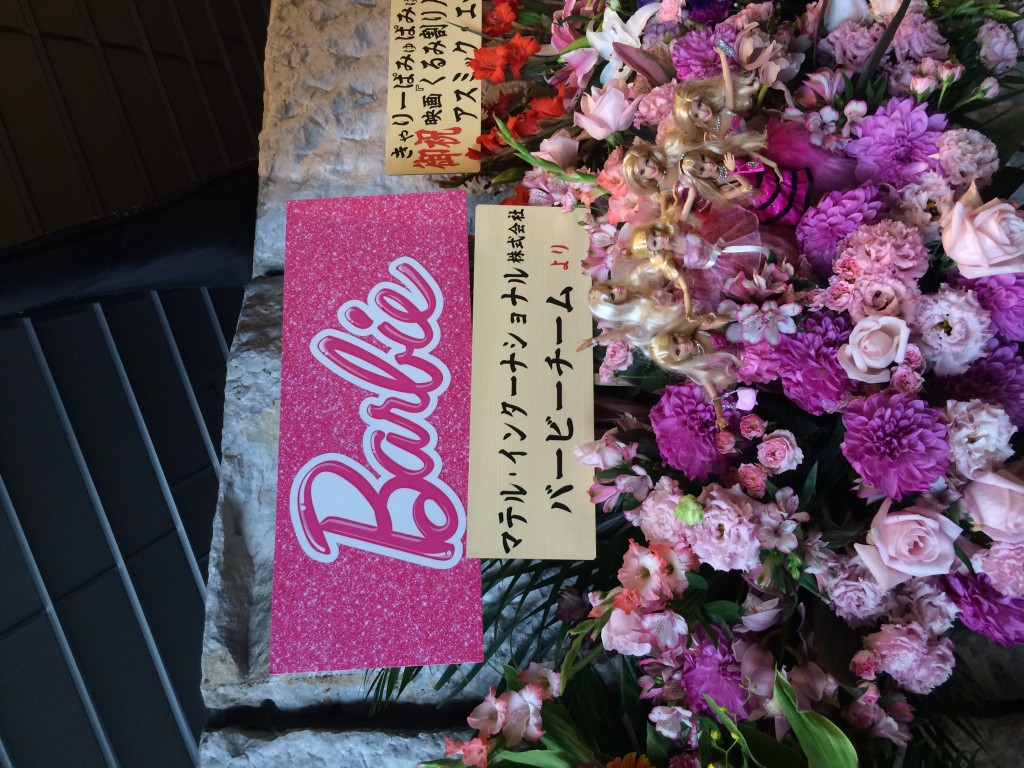 Barbie
マテル・インターナショナル株式会社
バービーチーム より
きゃりーぱみゅぱみゅ
御祝
映画『くるみ割り
アスミック・エ